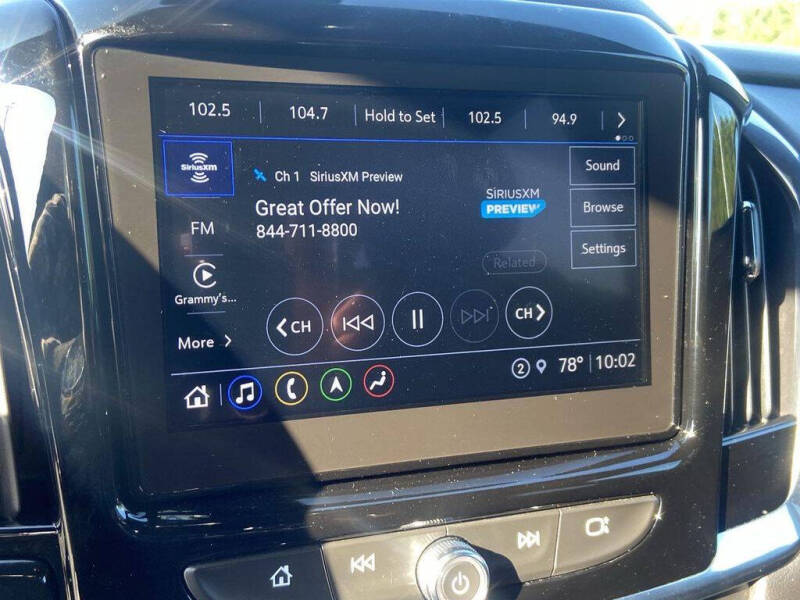 102.5 104.7 Hold to Set 102.5 94.9
SiriusXM
Ch 1 SiriusXM Preview
Great Offer Now!
844-711-8800
SiriusXM
PREVIEW
Sound
Browse
Settings
Related
FM
Grammy's...
More
CH
CH
2 78° 10:02